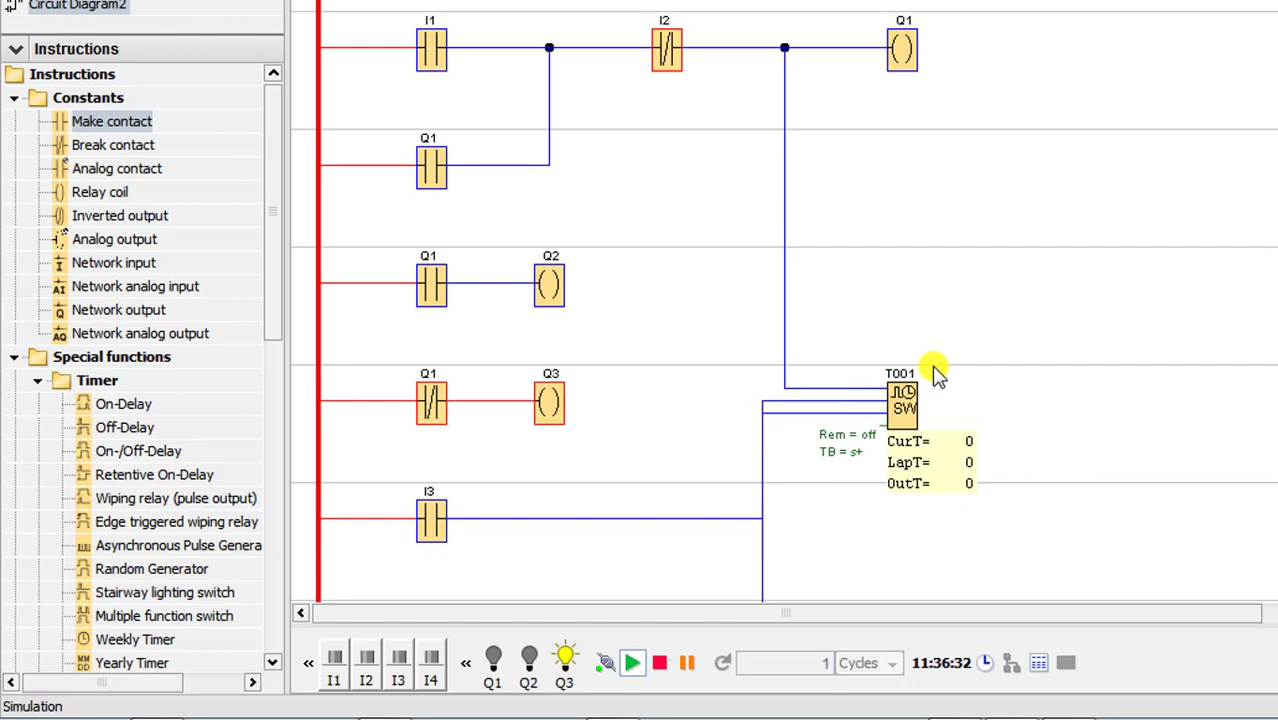 Circuit Diagram2
Instructions
Instructions
Constants
Make contact
Break contact
Analog contact
Relay coil
Inverted output
Analog output
Network input
Network analog input
Network output
Network analog output
Special functions
Timer
On-Delay
Off-Delay
On-/Off-Delay
Retentive On-Delay
Wiping relay (pulse output)
Edge triggered wiping relay
Asynchronous Pulse Genera
Random Generator
Stairway lighting switch
Multiple function switch
Weekly Timer
Yearly Timer
I1
I2
Q1
Q1
Q1
Q2
Q1
Q3
T001
SW
Rem = off
TB = s+
CurT= 0
LapT= 0
OutT= 0
I3
I1 I2 I3 I4
Q1 Q2 Q3
1 Cycles
11:36:32
Simulation